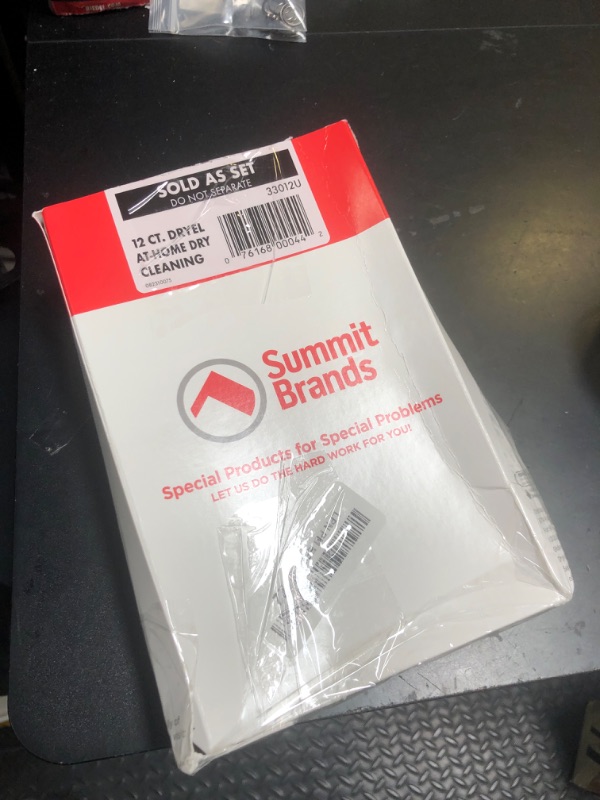 SOLD AS SET
DO NOT SEPARATE
33012U
12 CT. DRYEL
AT-HOME DRY
CLEANING
0 76168 00044 2
Summit
Brands
Special Products for Special Problems
LET US DO THE HARD WORK FOR YOU!